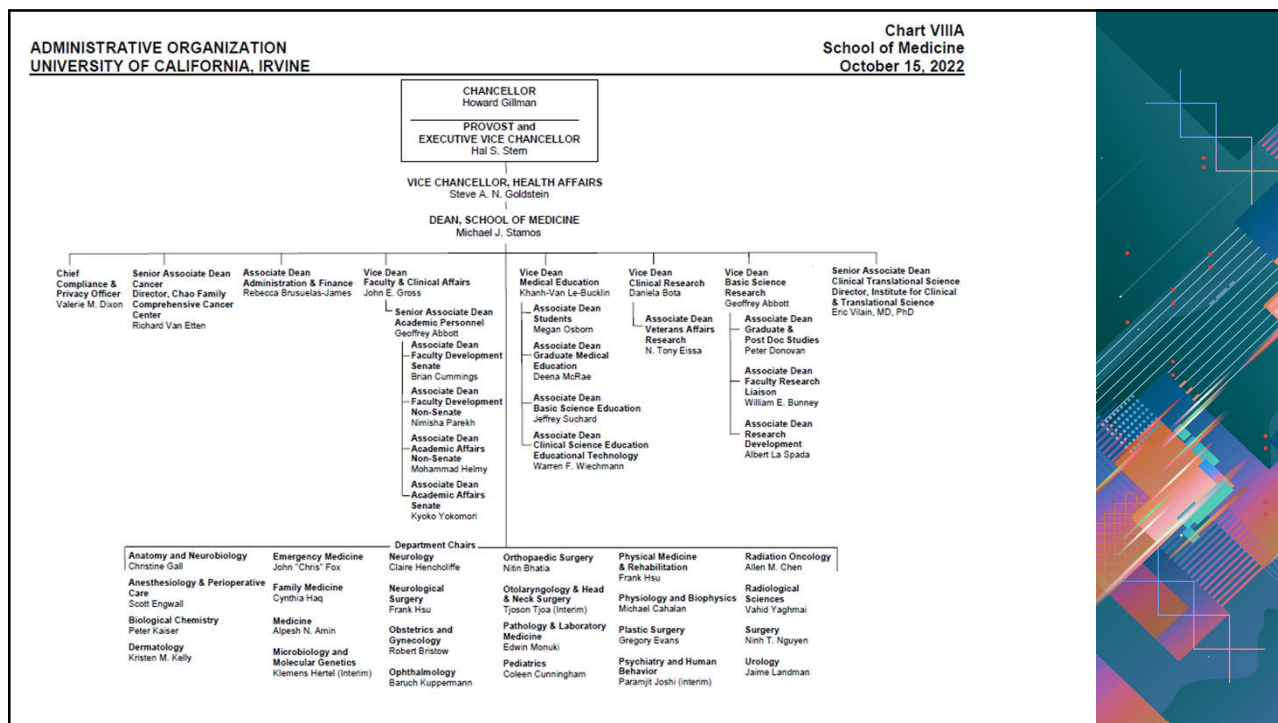 ADMINISTRATIVE ORGANIZATION
UNIVERSITY OF CALIFORNIA, IRVINE
Chart VIIIA
School of Medicine
October 15, 2022
CHANCELLOR
Howard Gillman
PROVOST and
EXECUTIVE VICE CHANCELLOR
Hal S. Stern
VICE CHANCELLOR, HEALTH AFFAIRS
Steve A. N. Goldstein
DEAN, SCHOOL OF MEDICINE
Michael J. Stamos
Chief
Compliance &
Privacy Officer
Valerie M. Dixon
Senior Associate Dean
Cancer
Director, Chao Family
Comprehensive Cancer
Center
Richard Van Etten
Associate Dean
Administration & Finance
Rebecca Brusuelas-James
Vice Dean
Faculty & Clinical Affairs
John E. Gross
Senior Associate Dean
Academic Personnel
Geoffrey Abbott
Associate Dean
Faculty Development
Senate
Brian Cummings
Associate Dean
Faculty Development
Non-Senate
Nimisha Parekh
Associate Dean
Academic Affairs
Non-Senate
Mohammad Helmy
Associate Dean
Academic Affairs
Senate
Kyoko Yokomori
Vice Dean
Medical Education
Khanh-Van Le-Bucklin
Associate Dean
Students
Megan Osborn
Associate Dean
Graduate Medical
Education
Deena McRae
Associate Dean
Basic Science Education
Jeffrey Suchard
Associate Dean
Clinical Science Education
Educational Technology
Warren F. Wiechmann
Vice Dean
Clinical Research
Daniela Bota
Associate Dean
Veterans Affairs
Research
N. Tony Eissa
Vice Dean
Basic Science
Research
Geoffrey Abbott
Associate Dean
Graduate &
Post Doc Studies
Peter Donovan
Associate Dean
Faculty Research
Liaison
William E. Bunney
Associate Dean
Research
Development
Albert La Spada
Senior Associate Dean
Clinical Translational Science
Director, Institute for Clinical
& Translational Science
Eric Vilain, MD, PhD
Department Chairs
Anatomy and Neurobiology
Christine Gall
Anesthesiology & Perioperative
Care
Scott Engwall
Biological Chemistry
Peter Kaiser
Dermatology
Kristen M. Kelly
Emergency Medicine
John "Chris" Fox
Family Medicine
Cynthia Haq
Medicine
Alpesh N. Amin
Microbiology and
Molecular Genetics
Klemens Hertel (Interim)
Neurology
Claire Henchcliffe
Neurological
Surgery
Frank Hsu
Obstetrics and
Gynecology
Robert Bristow
Ophthalmology
Baruch Kuppermann
Orthopaedic Surgery
Nitin Bhatia
Otolaryngology & Head
& Neck Surgery
Tjoson Tjoa (Interim)
Pathology & Laboratory
Medicine
Edwin Monuki
Pediatrics
Coleen Cunningham
Physical Medicine
& Rehabilitation
Frank Hsu
Physiology and Biophysics
Michael Cahalan
Plastic Surgery
Gregory Evans
Psychiatry and Human
Behavior
Paramjit Joshi (interim)
Radiation Oncology
Allen M. Chen
Radiological
Sciences
Vahid Yaghmai
Surgery
Ninh T. Nguyen
Urology
Jaime Landman